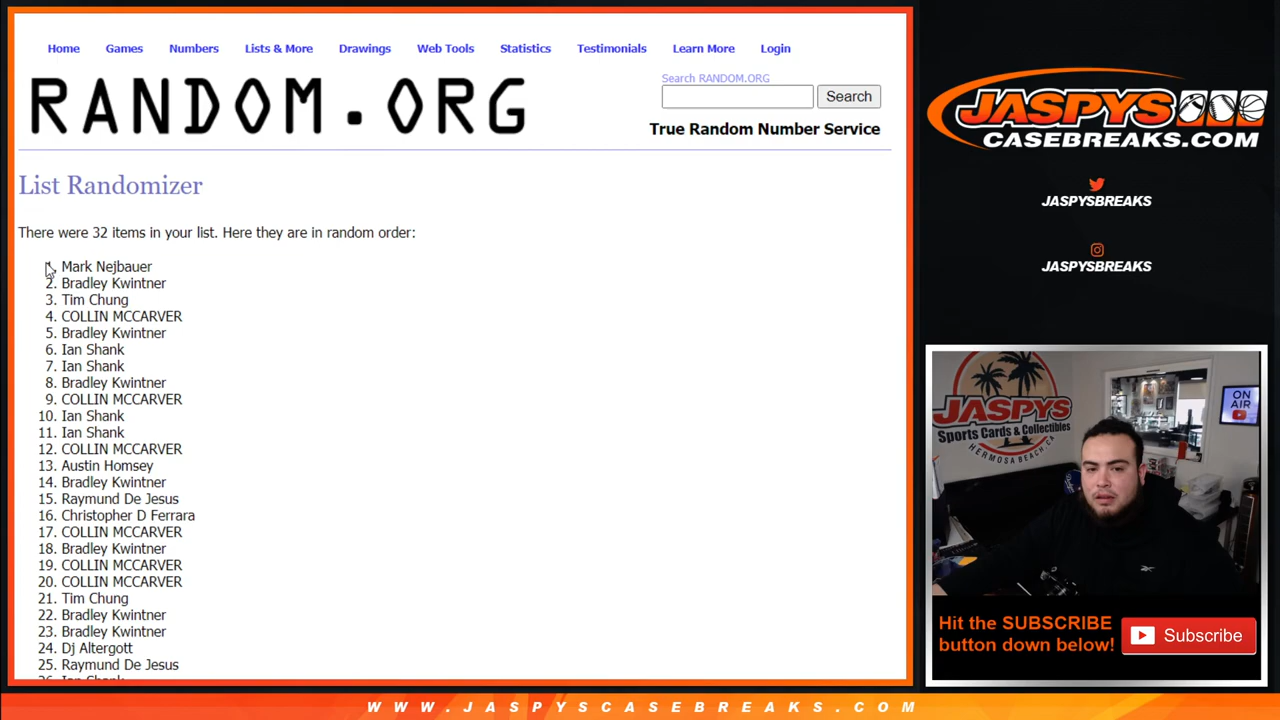 Home Games Numbers Lists & More Drawings Web Tools Statistics Testimonials Learn More Login
RANDOM.ORG
Search RANDOM.ORG
Search
True Random Number Service
List Randomizer
There were 32 items in your list. Here they are in random order:
Mark Nejbauer
2. Bradley Kwintner
3. Tim Chung
4. COLLIN MCCARVER
5. Bradley Kwintner
6. Ian Shank
7. Ian Shank
8. Bradley Kwintner
9. COLLIN MCCARVER
10. Ian Shank
11. Ian Shank
12. COLLIN MCCARVER
13. Austin Homsey
14. Bradley Kwintner
15. Raymund De Jesus
16. Christopher D Ferrara
17. COLLIN MCCARVER
18. Bradley Kwintner
19. COLLIN MCCARVER
20. COLLIN MCCARVER
21. Tim Chung
22. Bradley Kwintner
23. Bradley Kwintner
24. Dj Altergott
25. Raymund De Jesus
JASPYS
CASEBREAKS.COM
JASPYSBREAKS
JASPYSBREAKS
JASPYS
Sports Cards & Collectibles
HERMOSA BEACH, CA
ON
AIR
Hit the SUBSCRIBE
button down below!
Subscribe
WWW.JASPYSCASEBREAKS.COM